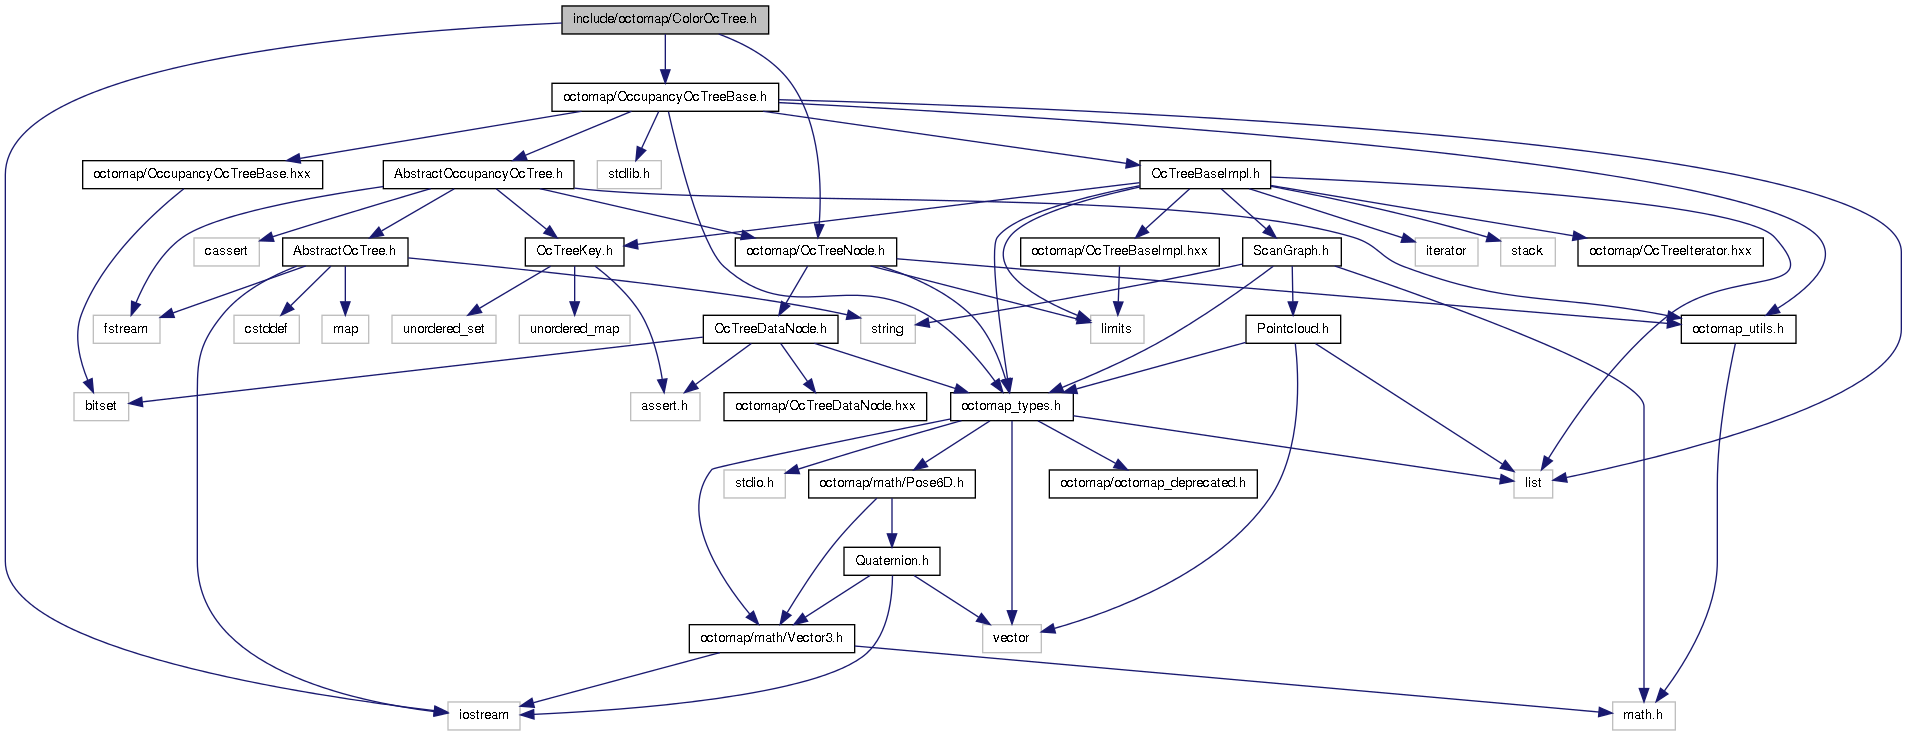 include/octomap/ColorOcTree.h
octomap/OccupancyOcTreeBase.h
octomap/OccupancyOcTreeBase.hxx
AbstractOccupancyOcTree.h
stdlib.h
OcTreeBaseImpl.h
cassert
AbstractOcTree.h
OcTreeKey.h
octomap/OcTreeNode.h
octomap/OcTreeBaseImpl.hxx
ScanGraph.h
iterator
stack
octomap/OcTreeIterator.hxx
fstream
cstddef
map
unordered_set
unordered_map
OcTreeDataNode.h
string
limits
Pointcloud.h
octomap_utils.h
bitset
assert.h
octomap/OcTreeDataNode.hxx
octomap_types.h
stdio.h
octomap/math/Pose6D.h
octomap/octomap_deprecated.h
list
Quaternion.h
octomap/math/Vector3.h
vector
iostream
math.h